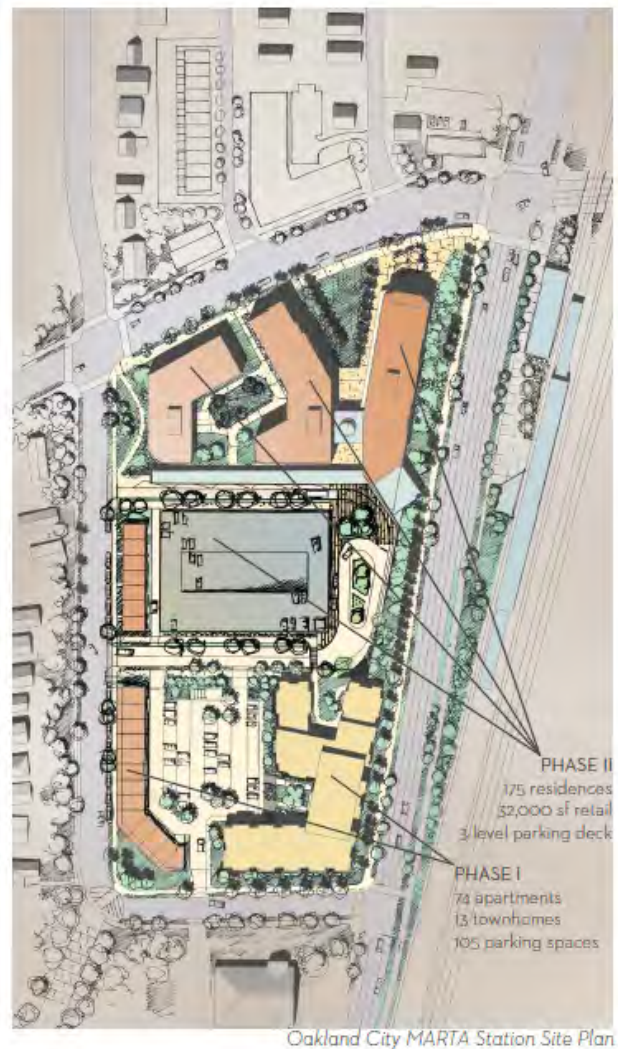 PHASE II
175 residences
32,000 sf retail
3 level parking deck
PHASE I
74 apartments
13 townhomes
105 parking spaces
Oakland City MARTA Station Site Plan